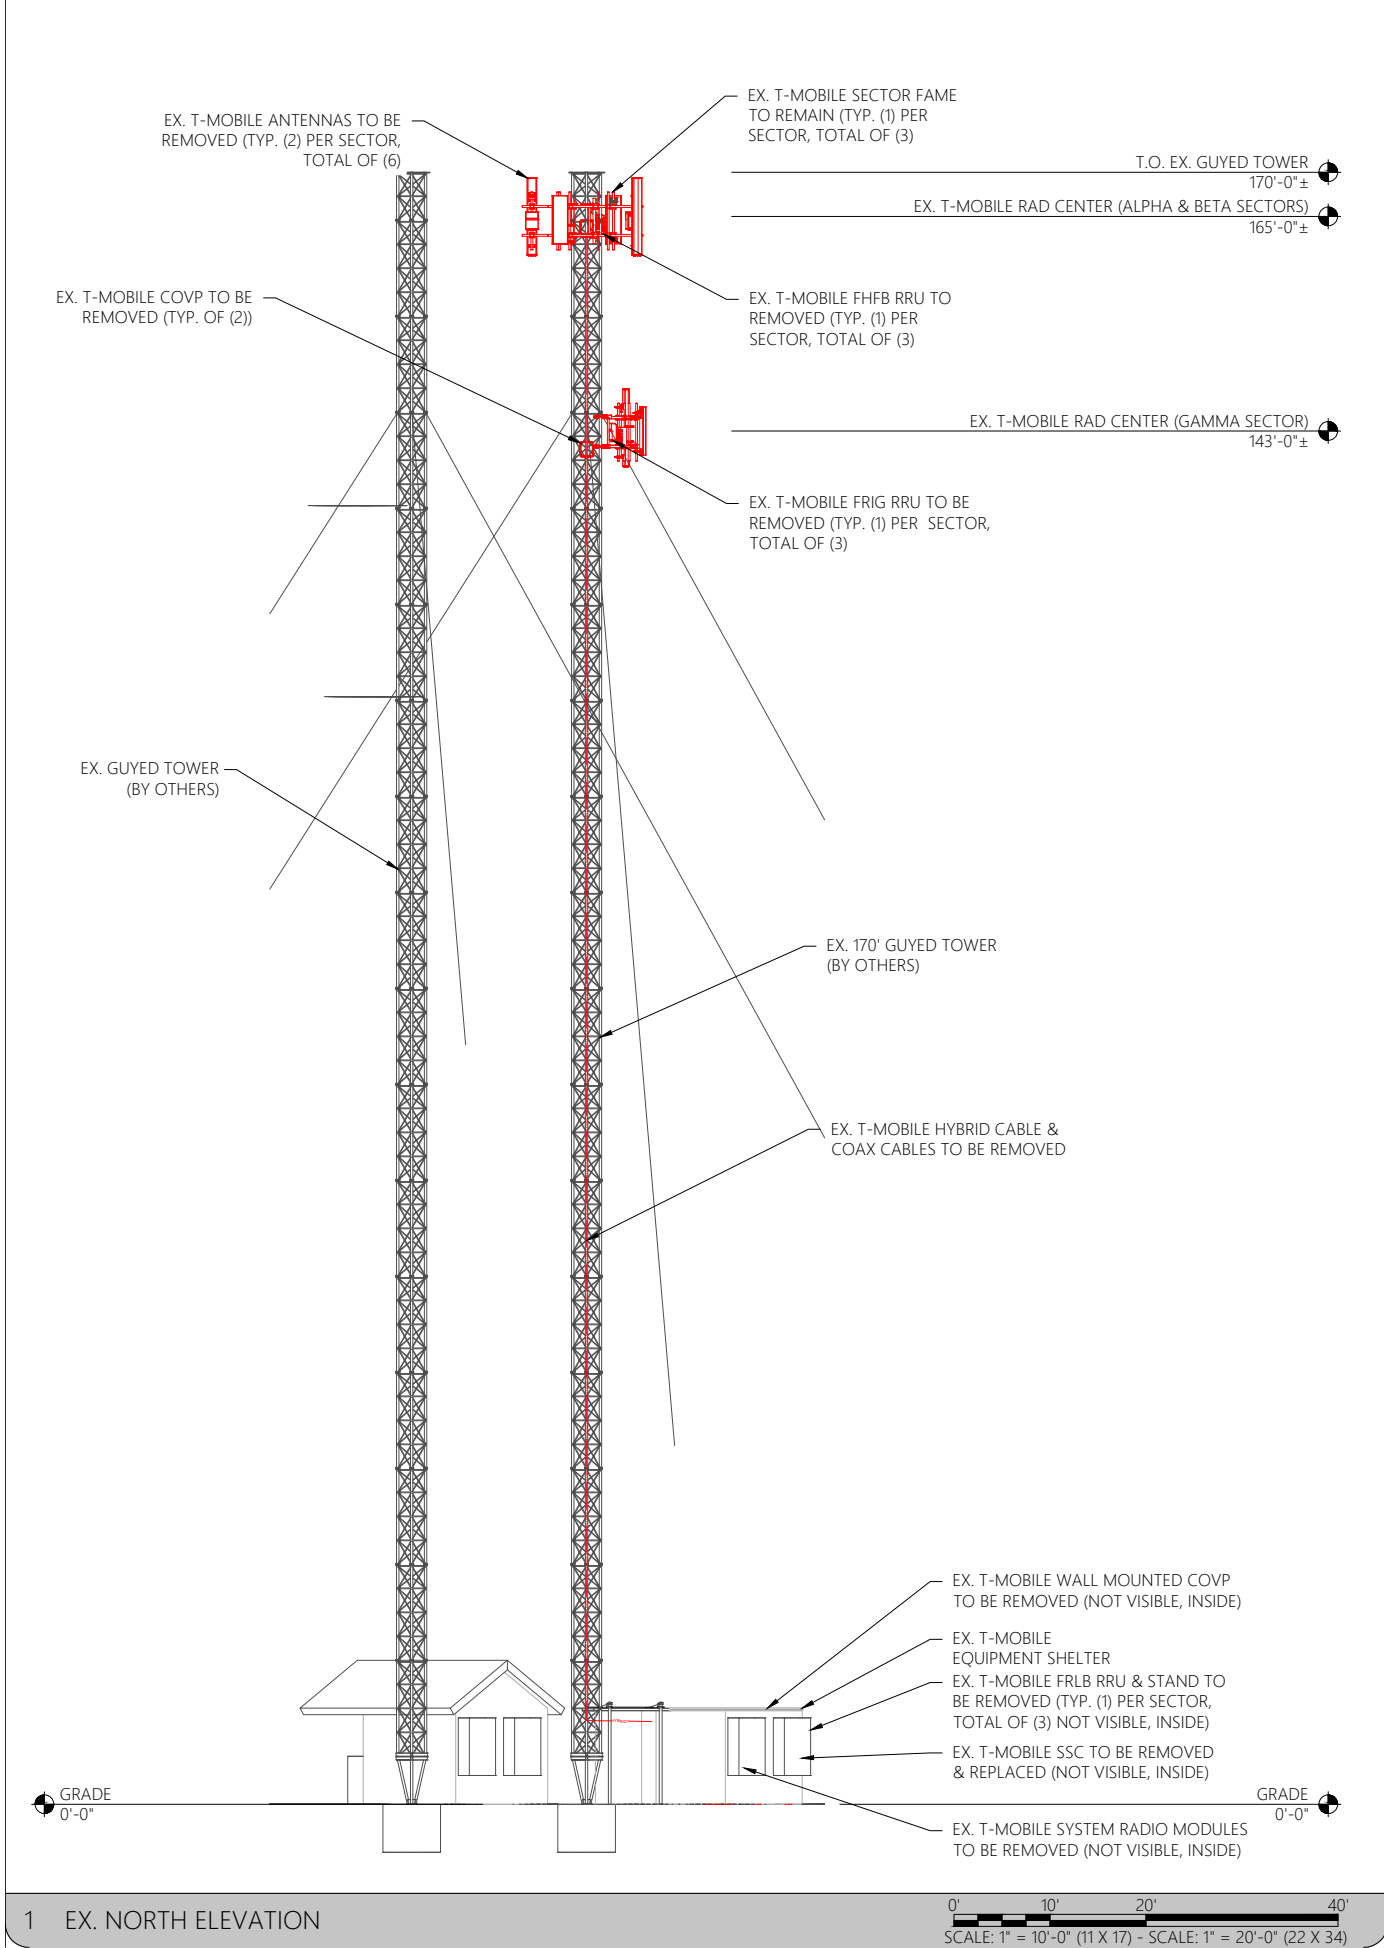 EX. T-MOBILE ANTENNAS TO BE
REMOVED (TYP. (2) PER SECTOR,
TOTAL OF (6)
EX. T-MOBILE SECTOR FAME
TO REMAIN (TYP. (1) PER
SECTOR, TOTAL OF (3)
T.O. EX. GUYED TOWER
170'-0"±
EX. T-MOBILE RAD CENTER (ALPHA & BETA SECTORS)
165'-0"±
EX. T-MOBILE COVP TO BE
REMOVED (TYP. OF (2))
EX. T-MOBILE FHFB RRU TO
REMOVED (TYP. (1) PER
SECTOR, TOTAL OF (3)
EX. T-MOBILE RAD CENTER (GAMMA SECTOR)
143'-0"±
EX. T-MOBILE FRIG RRU TO BE
REMOVED (TYP. (1) PER  SECTOR,
TOTAL OF (3)
EX. GUYED TOWER
(BY OTHERS)
EX. 170' GUYED TOWER
(BY OTHERS)
EX. T-MOBILE HYBRID CABLE &
COAX CABLES TO BE REMOVED
EX. T-MOBILE WALL MOUNTED COVP
TO BE REMOVED (NOT VISIBLE, INSIDE)
EX. T-MOBILE
EQUIPMENT SHELTER
EX. T-MOBILE FRLB RRU & STAND TO
BE REMOVED (TYP. (1) PER SECTOR,
TOTAL OF (3) NOT VISIBLE, INSIDE)
EX. T-MOBILE SSC TO BE REMOVED
& REPLACED (NOT VISIBLE, INSIDE)
GRADE
0'-0"
GRADE
0'-0"
EX. T-MOBILE SYSTEM RADIO MODULES
TO BE REMOVED (NOT VISIBLE, INSIDE)
1 EX. NORTH ELEVATION
0' 10' 20' 40'
SCALE: 1" = 10'-0" (11 X 17) - SCALE: 1" = 20'-0" (22 X 34)